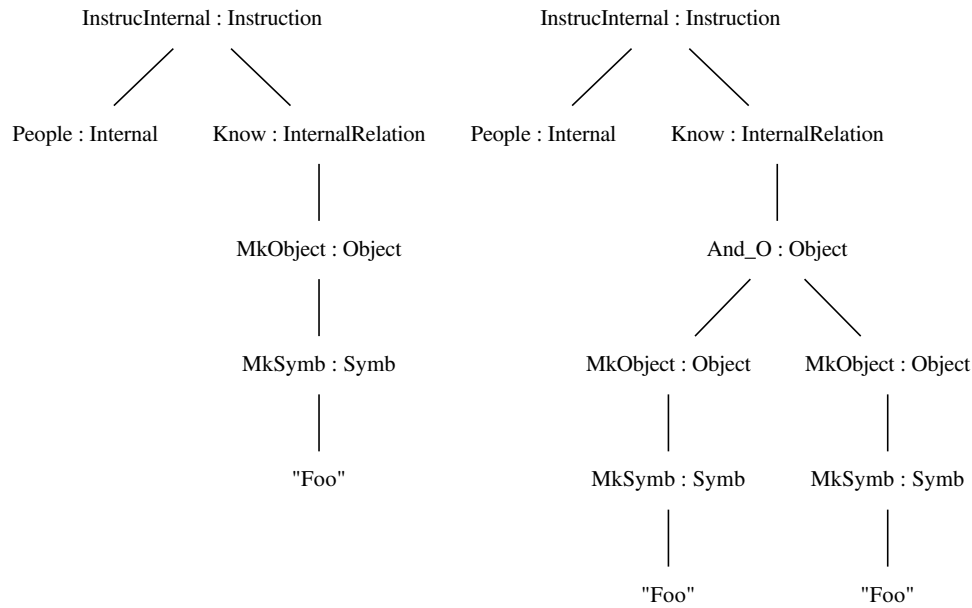 InstrucInternal : Instruction
People : Internal Know : InternalRelation
MkObject : Object
MkSymb : Symb
"Foo"
InstrucInternal : Instruction
People : Internal Know : InternalRelation
And_O : Object
MkObject : Object MkObject : Object
MkSymb : Symb MkSymb : Symb
"Foo" "Foo"